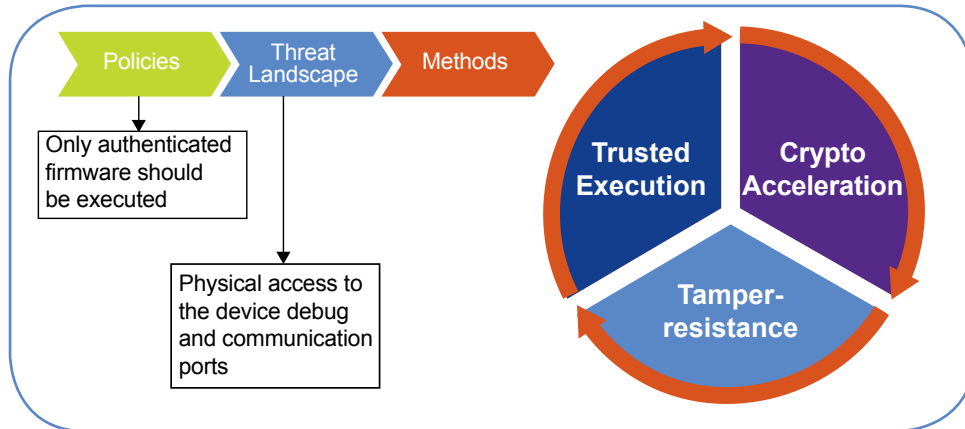 Policies
Threat
Landscape
Methods
Only authenticated
firmware should
be executed
Physical access to
the device debug
and communication
ports
Trusted
Execution
Crypto
Acceleration
Tamper-
resistance